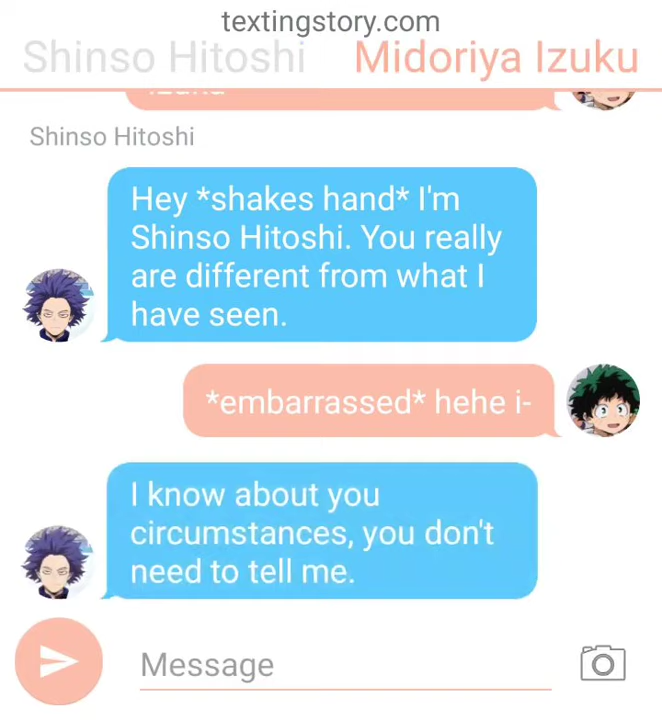 textingstory.com
Shinso Hitoshi Midoriya Izuku
Shinso Hitoshi
Hey *shakes hand* I'm
Shinso Hitoshi. You really
are different from what I
have seen.
*embarrassed* hehe i-
I know about you
circumstances, you don't
need to tell me.
Message